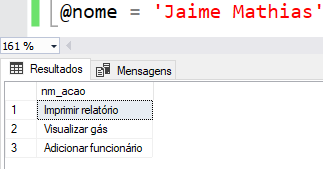 @nome = 'Jaime Mathias'
161 %
Resultados Mensagens
nm_acao
1 Imprimir relatório
2 Visualizar gás
3 Adicionar funcionário